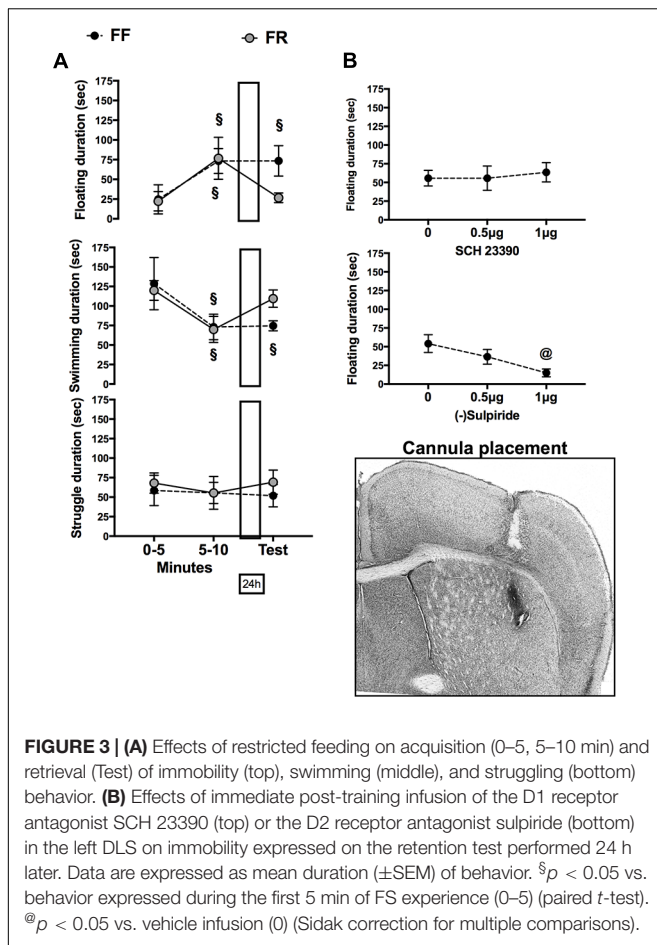 FF FR
A
Floating duration (sec)
175
150
125
100
75
50
25
0
§ §
§
Swimming duration (sec)
175
150
125
100
75
50
25
0
§
§ §
Struggle duration (sec)
175
150
125
100
75
50
25
0
0-5 5-10 Test
Minutes
24h
B
Floating duration (sec)
175
150
125
100
75
50
25
0
0 0.5µg 1µg
SCH 23390
Floating duration (sec)
175
150
125
100
75
50
25
0
@
0 0.5µg 1µg
(-)Sulpiride
Cannula placement
FIGURE 3 | (A) Effects of restricted feeding on acquisition (0–5, 5–10 min) and
retrieval (Test) of immobility (top), swimming (middle), and struggling (bottom)
behavior. (B) Effects of immediate post-training infusion of the D1 receptor
antagonist SCH 23390 (top) or the D2 receptor antagonist sulpiride (bottom)
in the left DLS on immobility expressed on the retention test performed 24 h
later. Data are expressed as mean duration (±SEM) of behavior. §p < 0.05 vs.
behavior expressed during the first 5 min of FS experience (0–5) (paired t-test).
@p < 0.05 vs. vehicle infusion (0) (Sidak correction for multiple comparisons).